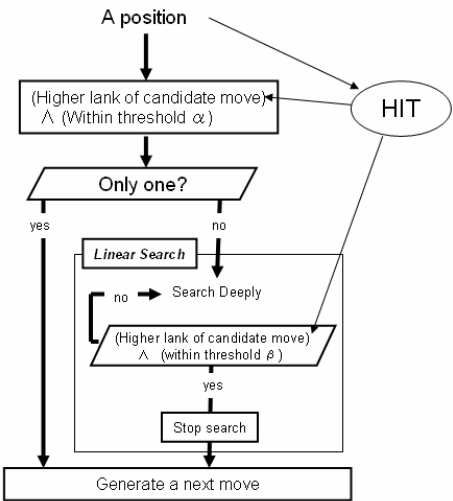 A position
(Higher lank of candidate move)
∧ (Within threshold α)
HIT
Only one?
yes
no
Linear Search
no
Search Deeply
(Higher lank of candidate move)
∧ (within threshold β)
yes
Stop search
Generate a next move